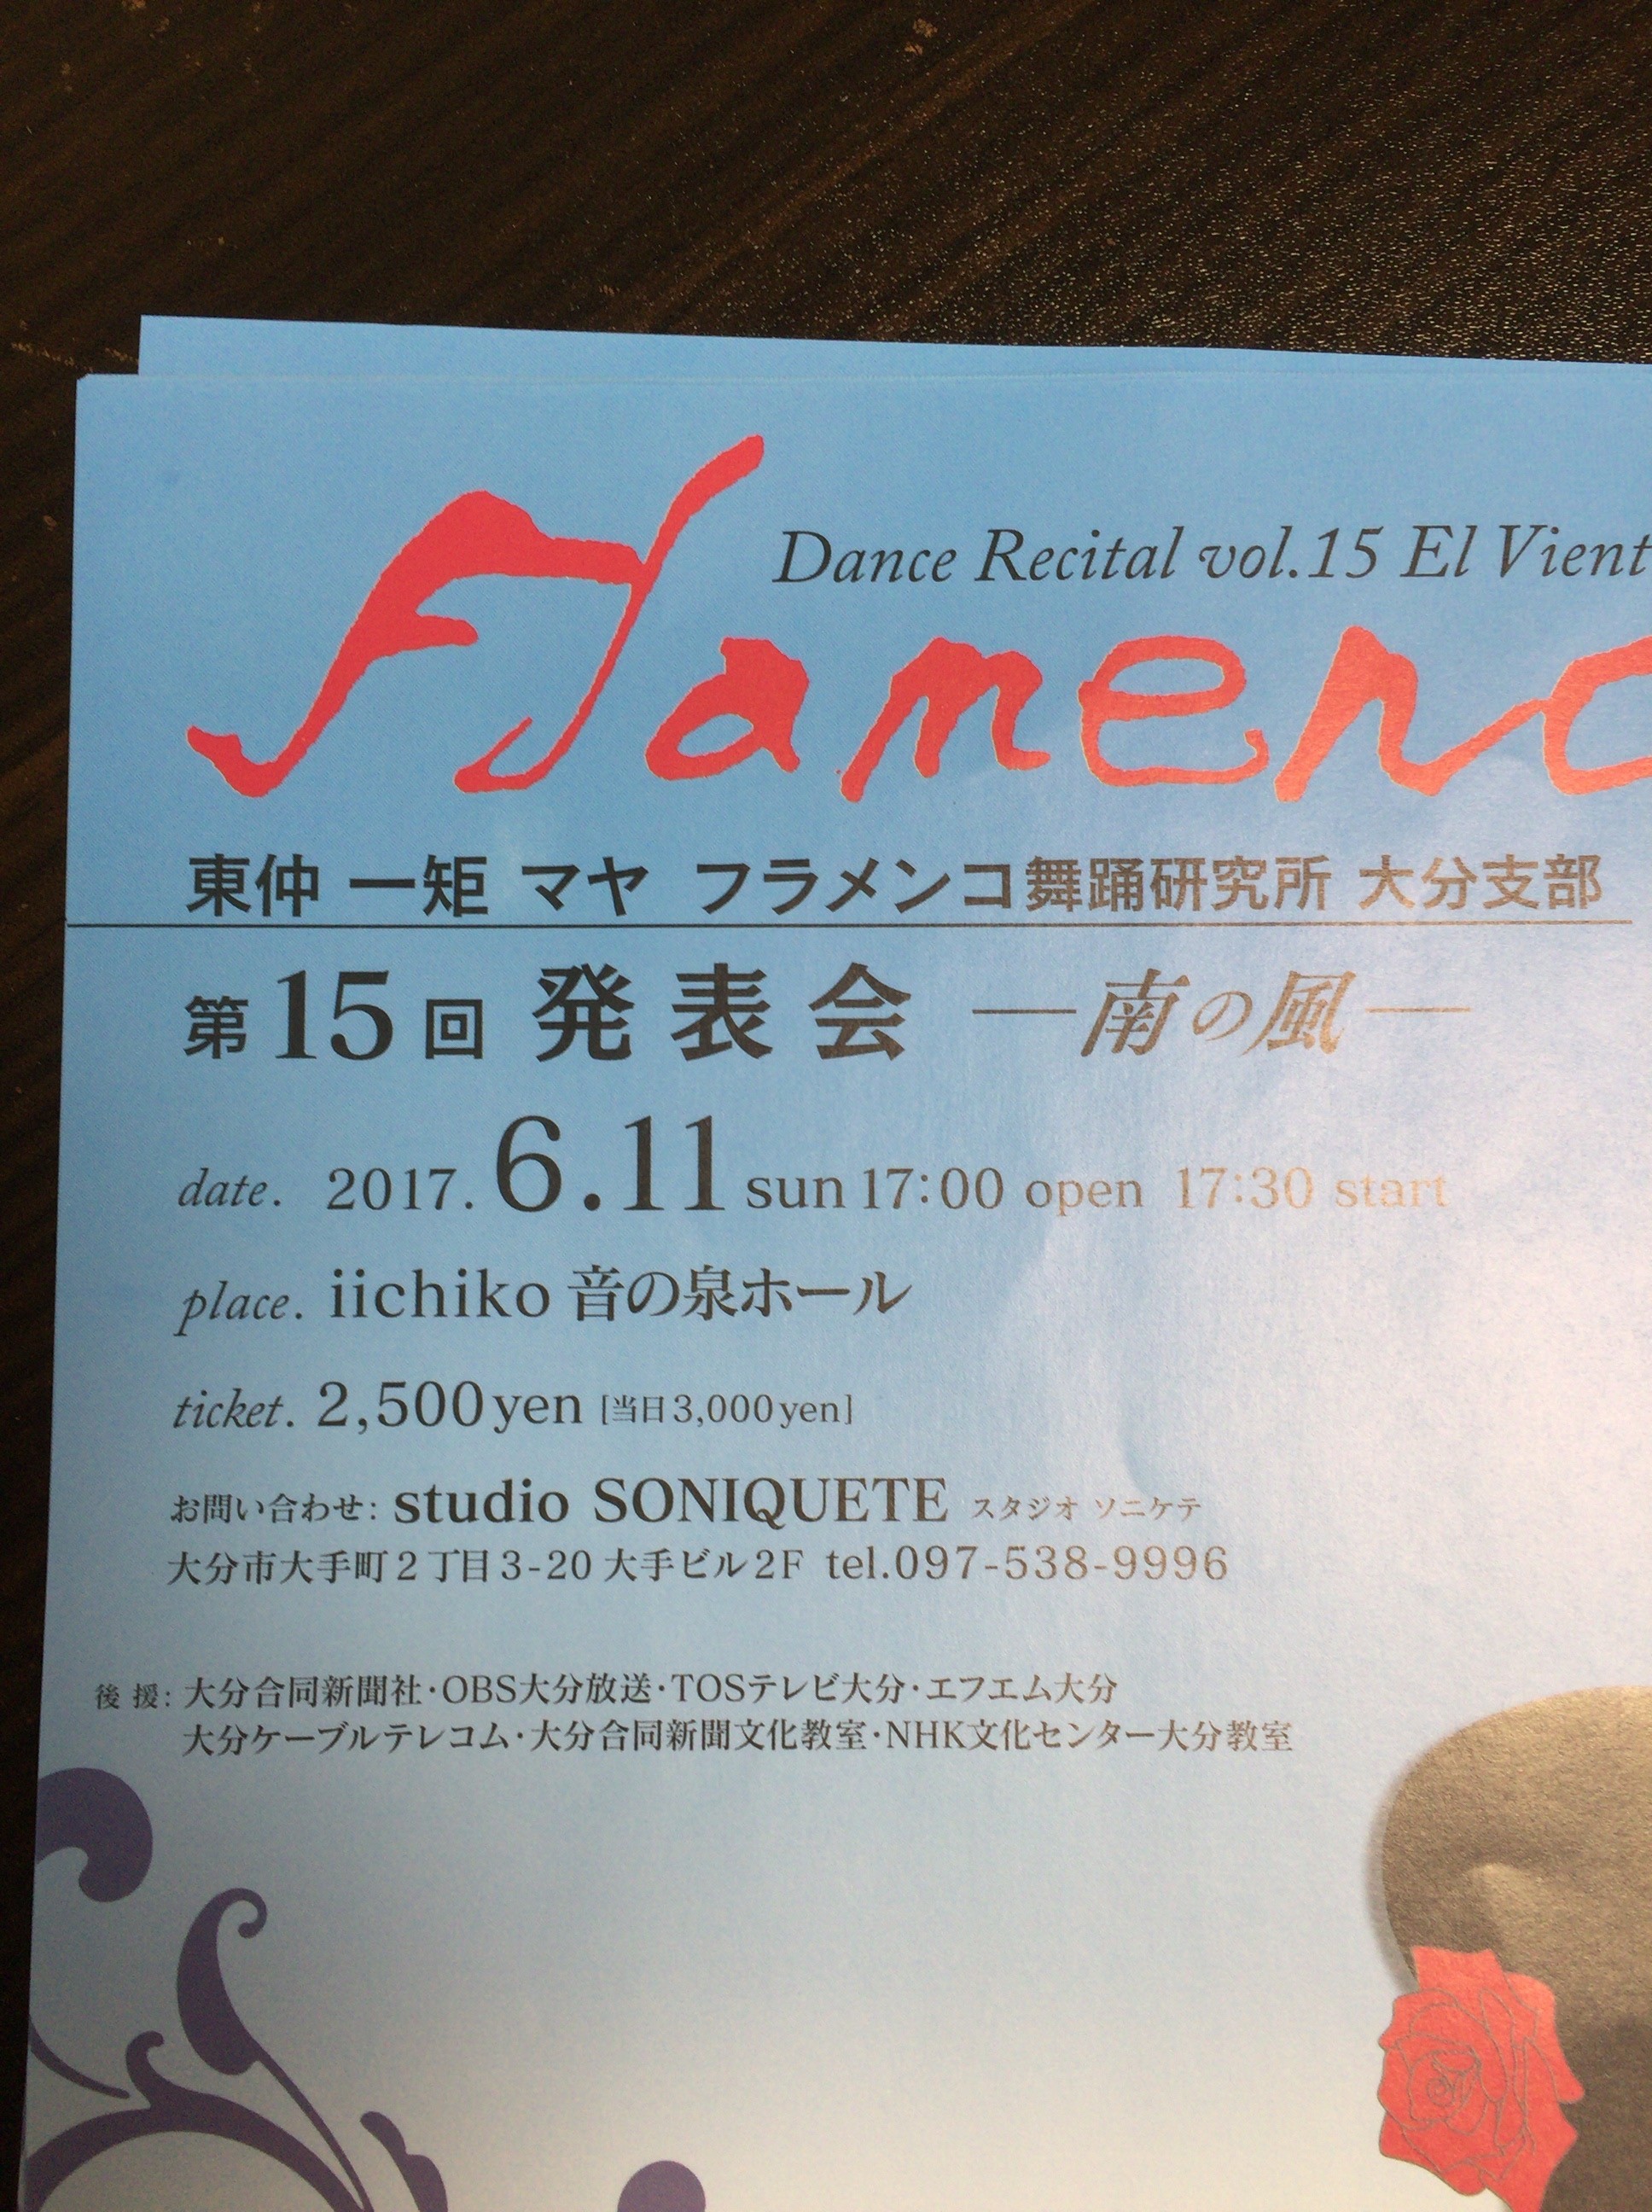 Dance Recital vol.15 El Vient
Flamenc
東仲 一矩 マヤ フラメンコ舞踊研究所 大分支部
第15回 発表会 ―南の風―
date. 2017. 6.11 sun 17:00 open 17:30 start
place. iichiko 音の泉ホール
ticket. 2,500yen [当日3,000yen]
お問い合わせ: studio SONIQUETE スタジオ ソニケテ
大分市大手町2丁目3-20 大手ビル2F tel.097-538-9996
後 援: 大分合同新聞社・OBS大分放送・TOSテレビ大分・エフエム大分
大分ケーブルテレコム・大分合同新聞文化教室・NHK文化センター大分教室